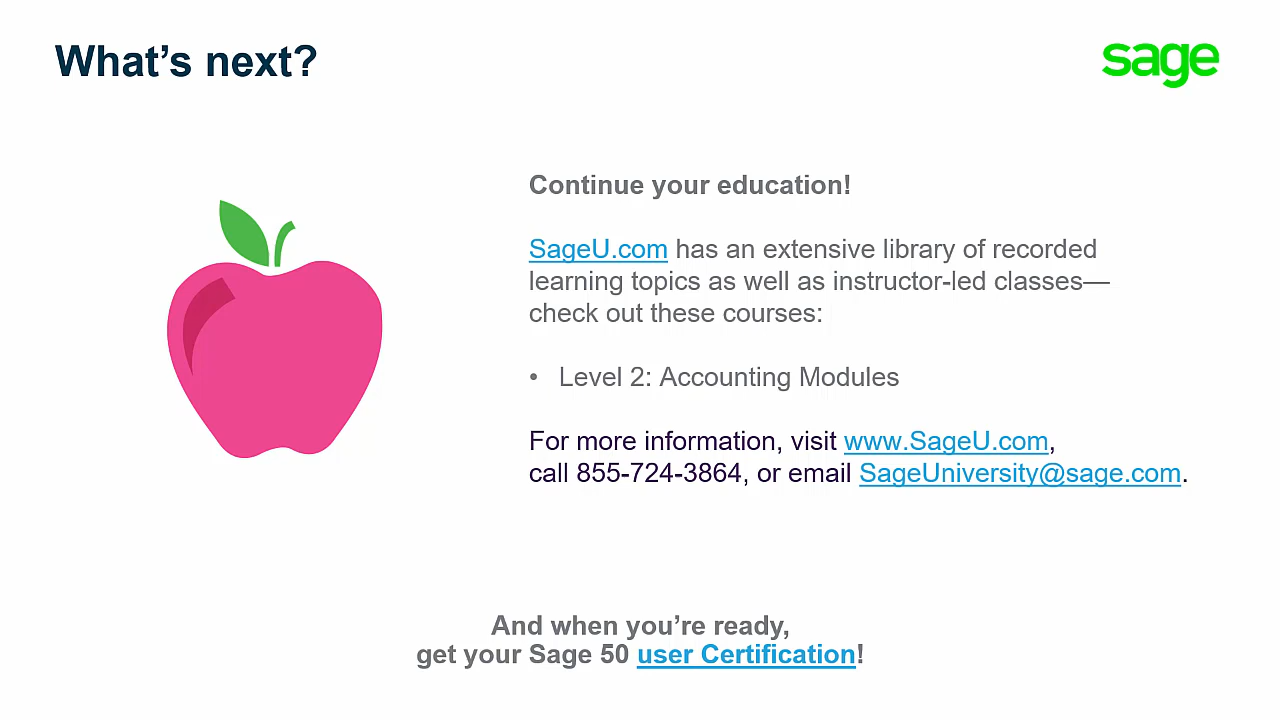 What’s next?
sage
Continue your education!
SageU.com has an extensive library of recorded
learning topics as well as instructor-led classes—
check out these courses:
• Level 2: Accounting Modules
For more information, visit www.SageU.com,
call 855-724-3864, or email SageUniversity@sage.com.
And when you’re ready,
get your Sage 50 user Certification!